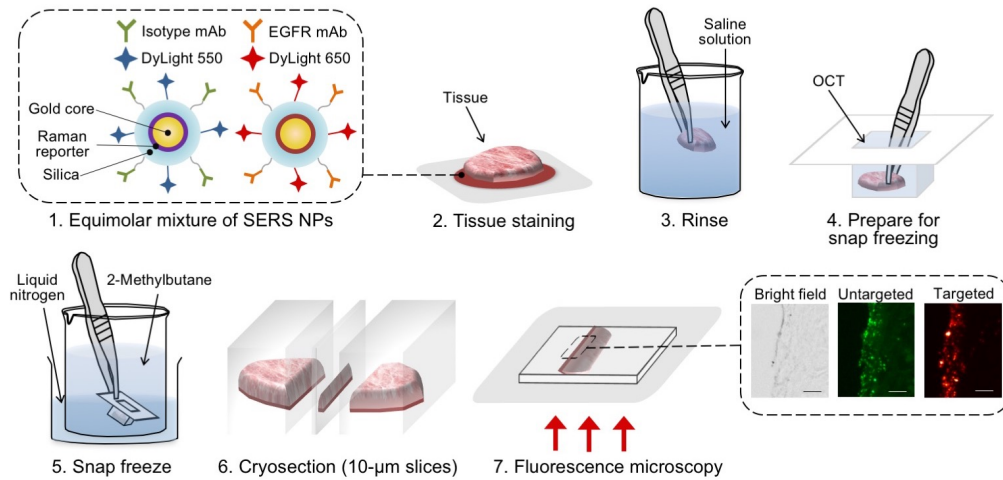 Isotype mAb
EGFR mAb
DyLight 550
DyLight 650
Gold core
Raman
reporter
Silica
1. Equimolar mixture of SERS NPs
Tissue
2. Tissue staining
Saline
solution
3. Rinse
OCT
4. Prepare for
snap freezing
Liquid
nitrogen
2-Methylbutane
5. Snap freeze
6. Cryosection (10-μm slices)
7. Fluorescence microscopy
Bright field
Untargeted
Targeted